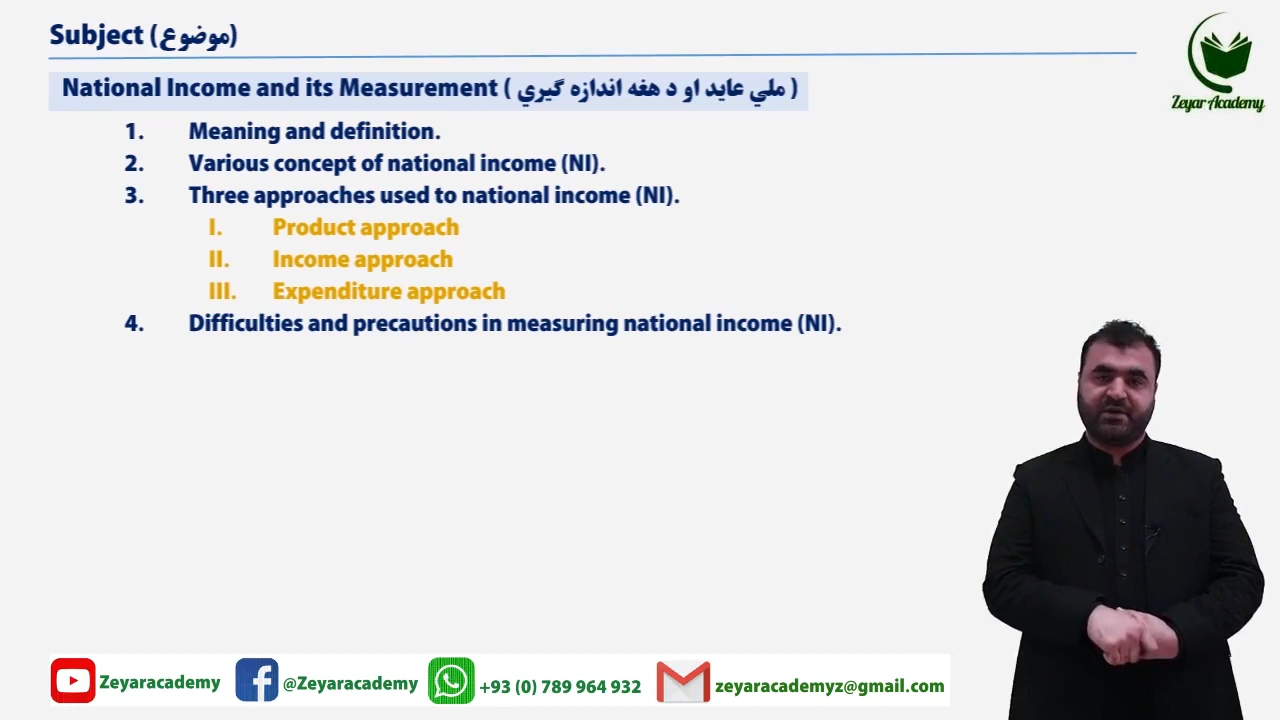 Subject (موضوع)
Zeyar Academy
National Income and its Measurement ( ملي عايد او د هغه اندازه گيري )
1. Meaning and definition.
2. Various concept of national income (NI).
3. Three approaches used to national income (NI).
I. Product approach
II. Income approach
III. Expenditure approach
4. Difficulties and precautions in measuring national income (NI).
Zeyaracademy @Zeyaracademy +93 (0) 789 964 932 zeyaracademyz@gmail.com